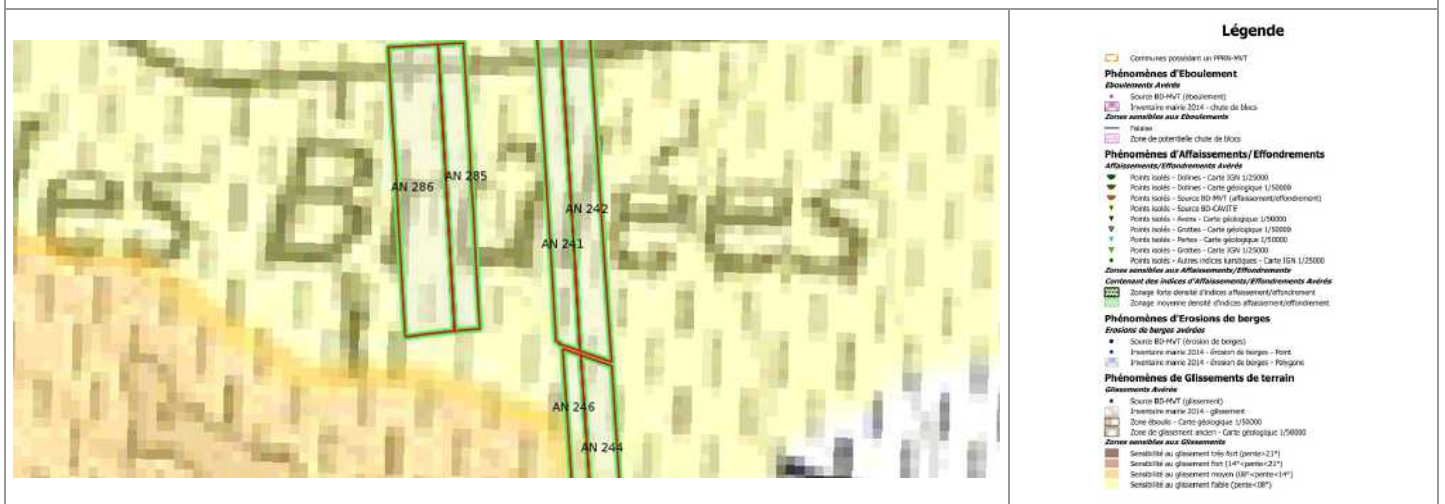 es Brûlées
AN 286
AN 285
AN 242
AN 241
AN 246
AN 244
Légende
Communes possédant un PPRN-MVT
Phénomènes d'Eboulement
Eboulements Avérés
Source BD-MVT (éboulement)
Inventaire mairie 2014 - chute de blocs
Zones sensibles aux Eboulements
Falaise
Zone de potentielle chute de blocs
Phénomènes d'Affaissements/Effondrements
Affaissements/Effondrements Avérés
Points isolés - Dolines - Carte IGN 1/25000
Points isolés - Dolines - Carte géologique 1/50000
Points isolés - Source BD-MVT (affaissement/effondrement)
Points isolés - Source BD-CAVITE
Points isolés - Avens - Carte géologique 1/50000
Points isolés - Grottes - Carte géologique 1/50000
Points isolés - Pertes - Carte géologique 1/50000
Points isolés - Grottes - Carte IGN 1/25000
Points isolés - Autres indices karstiques - Carte IGN 1/25000
Zones sensibles aux Affaissements/Effondrements
Contenant des indices d'Affaissements/Effondrements Avérés
Zonage forte densité d'indices affaissement/effondrement
Zonage moyenne densité d'indices affaissement/effondrement
Phénomènes d'Erosions de berges
Erosions de berges avérées
Source BD-MVT (érosion de berges)
Inventaire mairie 2014 - érosion de berges - Point
Inventaire mairie 2014 - érosion de berges - Polygone
Phénomènes de Glissements de terrain
Glissements Avérés
Source BD-MVT (glissement)
Inventaire mairie 2014 - glissement
Zone éboulis - Carte géologique 1/50000
Zone de glissement ancien - Carte géologique 1/50000
Zones sensibles aux Glissements
Sensibilité au glissement très fort (pente>21°)
Sensibilité au glissement fort (14°<pente<21°)
Sensibilité au glissement moyen (08°<pente<14°)
Sensibilité au glissement faible (pente<08°)